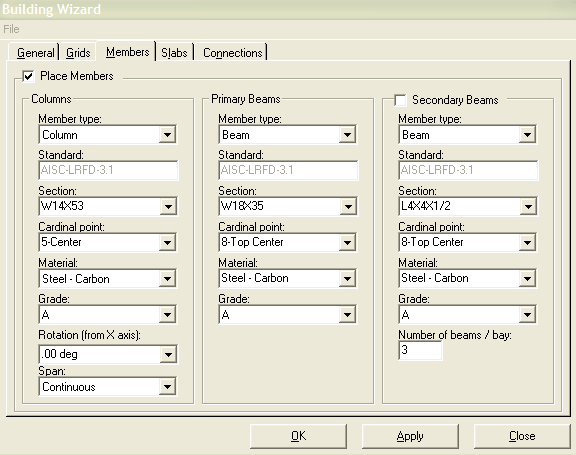 Building Wizard
File
General Grids Members Slabs Connections
Place Members
Columns Primary Beams Secondary Beams
Member type: Member type: Member type:
Column Beam Beam
Standard: Standard: Standard:
AISC-LRFD-3.1 AISC-LRFD-3.1 AISC-LRFD-3.1
Section: Section: Section:
W14X53 W18X35 L4X4X1/2
Cardinal point: Cardinal point: Cardinal point:
5-Center 8-Top Center 8-Top Center
Material: Material: Material:
Steel - Carbon Steel - Carbon Steel - Carbon
Grade: Grade: Grade:
A A A
Rotation (from X axis): Number of beams / bay:
.00 deg 3
Span:
Continuous
OK Apply Close